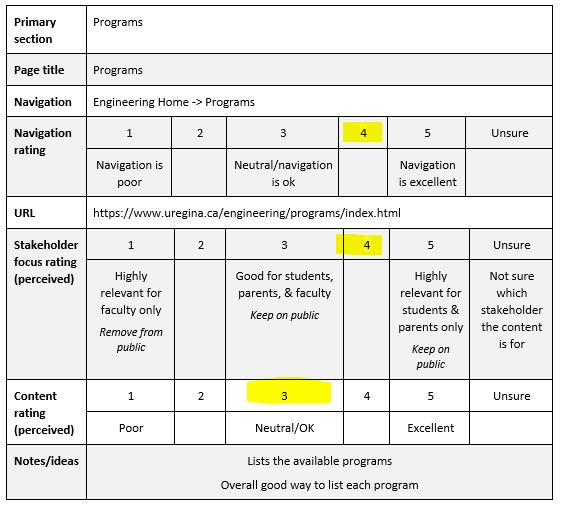 Primary section Programs
Page title Programs
Navigation Engineering Home -> Programs
Navigation rating 1 2 3 4 5 Unsure
Navigation is poor Neutral/navigation is ok Navigation is excellent
URL https://www.uregina.ca/engineering/programs/index.html
Stakeholder focus rating (perceived) 1 2 3 4 5 Unsure
Highly relevant for faculty only
Remove from public
Good for students, parents, & faculty
Keep on public
Highly relevant for students & parents only
Keep on public
Not sure which stakeholder the content is for
Content rating (perceived) 1 2 3 4 5 Unsure
Poor Neutral/OK Excellent
Notes/ideas Lists the available programs
Overall good way to list each program